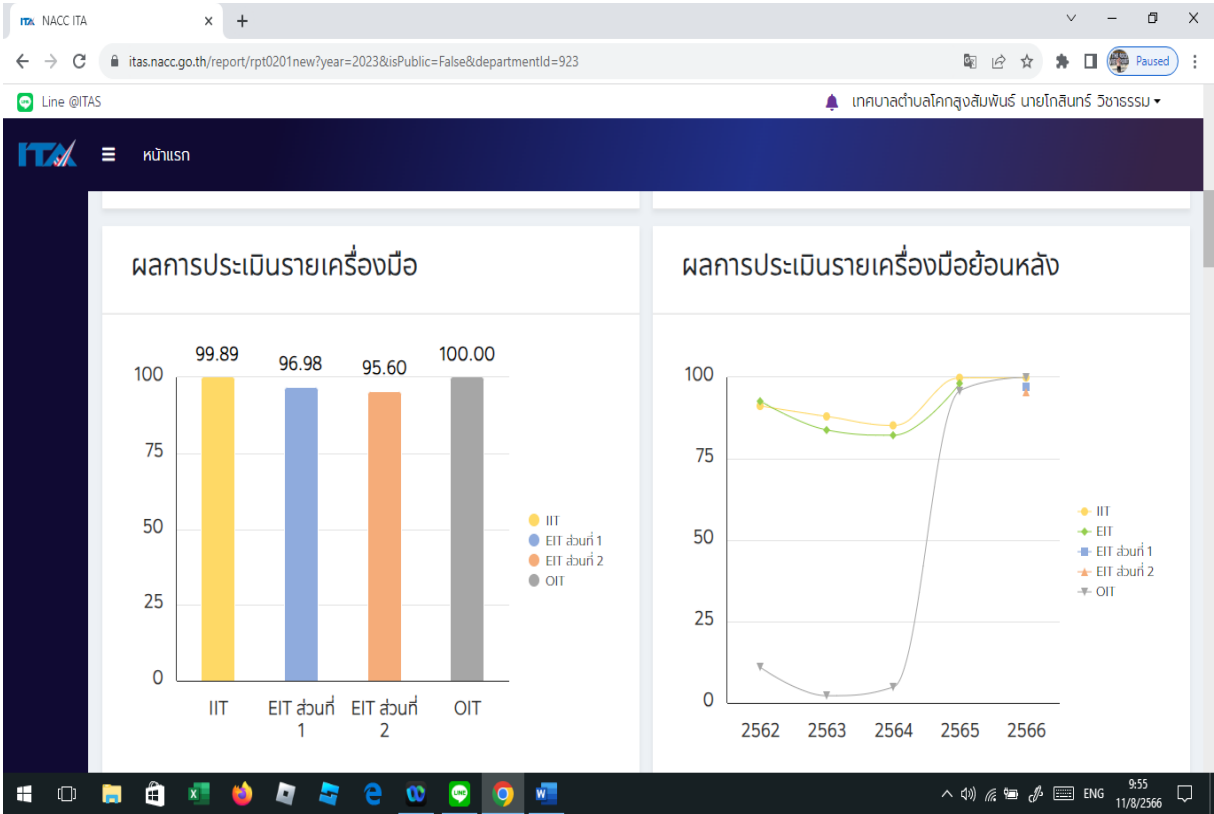 ITA NACC ITA
itas.nacc.go.th/report/rpt0201new?year=2023&isPublic=False&departmentId=923
Paused
Line @ITAS
เทศบาลตำบลโคกสูงสัมพันธ์ นายโกสินทร์ วิชาธรรม
ITA
หน้าแรก
ผลการประเมินรายเครื่องมือ
99.89
96.98
95.60
100.00
100
75
50
25
0
IIT
EIT ส่วนที่ 1
EIT ส่วนที่ 2
OIT
IIT
EIT ส่วนที่
1
EIT ส่วนที่
2
OIT
ผลการประเมินรายเครื่องมือย้อนหลัง
100
75
50
25
0
IIT
EIT
EIT ส่วนที่ 1
EIT ส่วนที่ 2
OIT
2562 2563 2564 2565 2566
LINE
ENG
9:55
11/8/2566